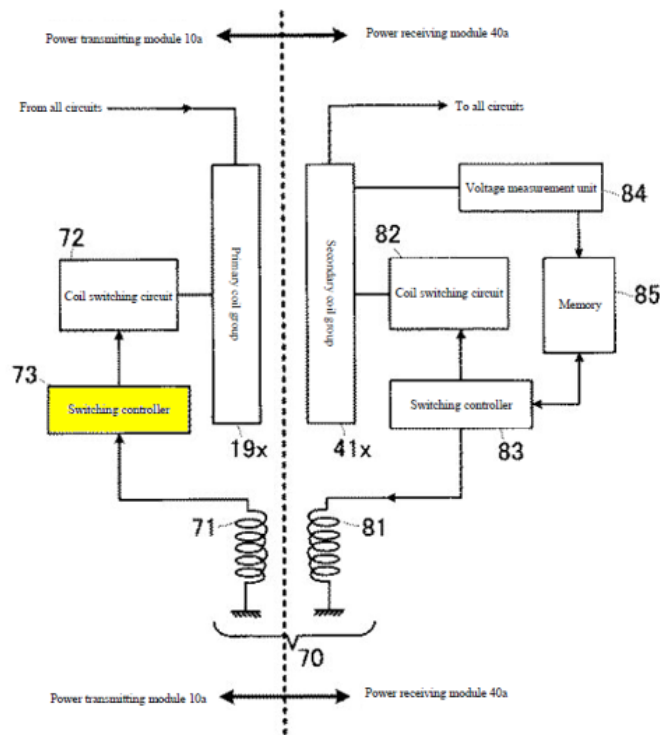 Power transmitting module 10a
Power receiving module 40a
From all circuits
To all circuits
Voltage measurement unit
84
72
82
Primary coil group
Secondary coil group
Coil switching circuit
Coil switching circuit
Memory
85
73
Switching controller
Switching controller
19x
41x
83
71
81
70
Power transmitting module 10a
Power receiving module 40a